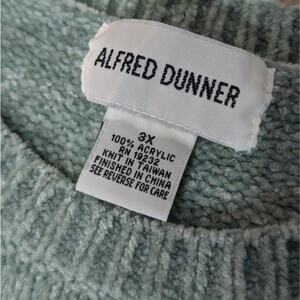 ALFRED DUNNER
3X
100% ACRYLIC
RN 19232
KNIT IN TAIWAN
FINISHED IN CHINA
SEE REVERSE FOR CARE